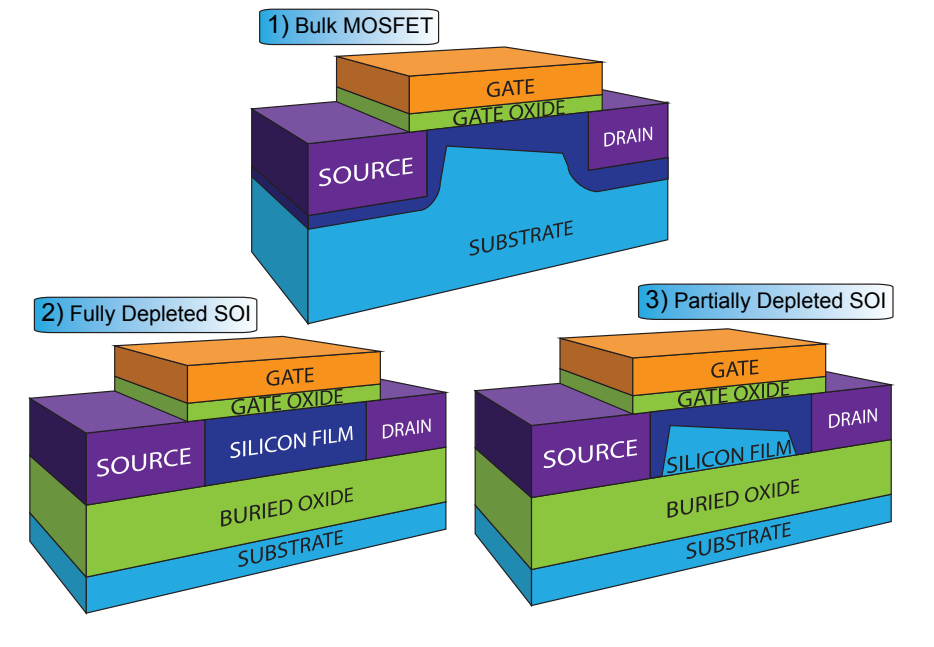 1) Bulk MOSFET
GATE
GATE OXIDE
DRAIN
SOURCE
SUBSTRATE
2) Fully Depleted SOI
GATE
GATE OXIDE
SILICON FILM
DRAIN
SOURCE
BURIED OXIDE
SUBSTRATE
3) Partially Depleted SOI
GATE
GATE OXIDE
DRAIN
SOURCE
SILICON FILM
BURIED OXIDE
SUBSTRATE